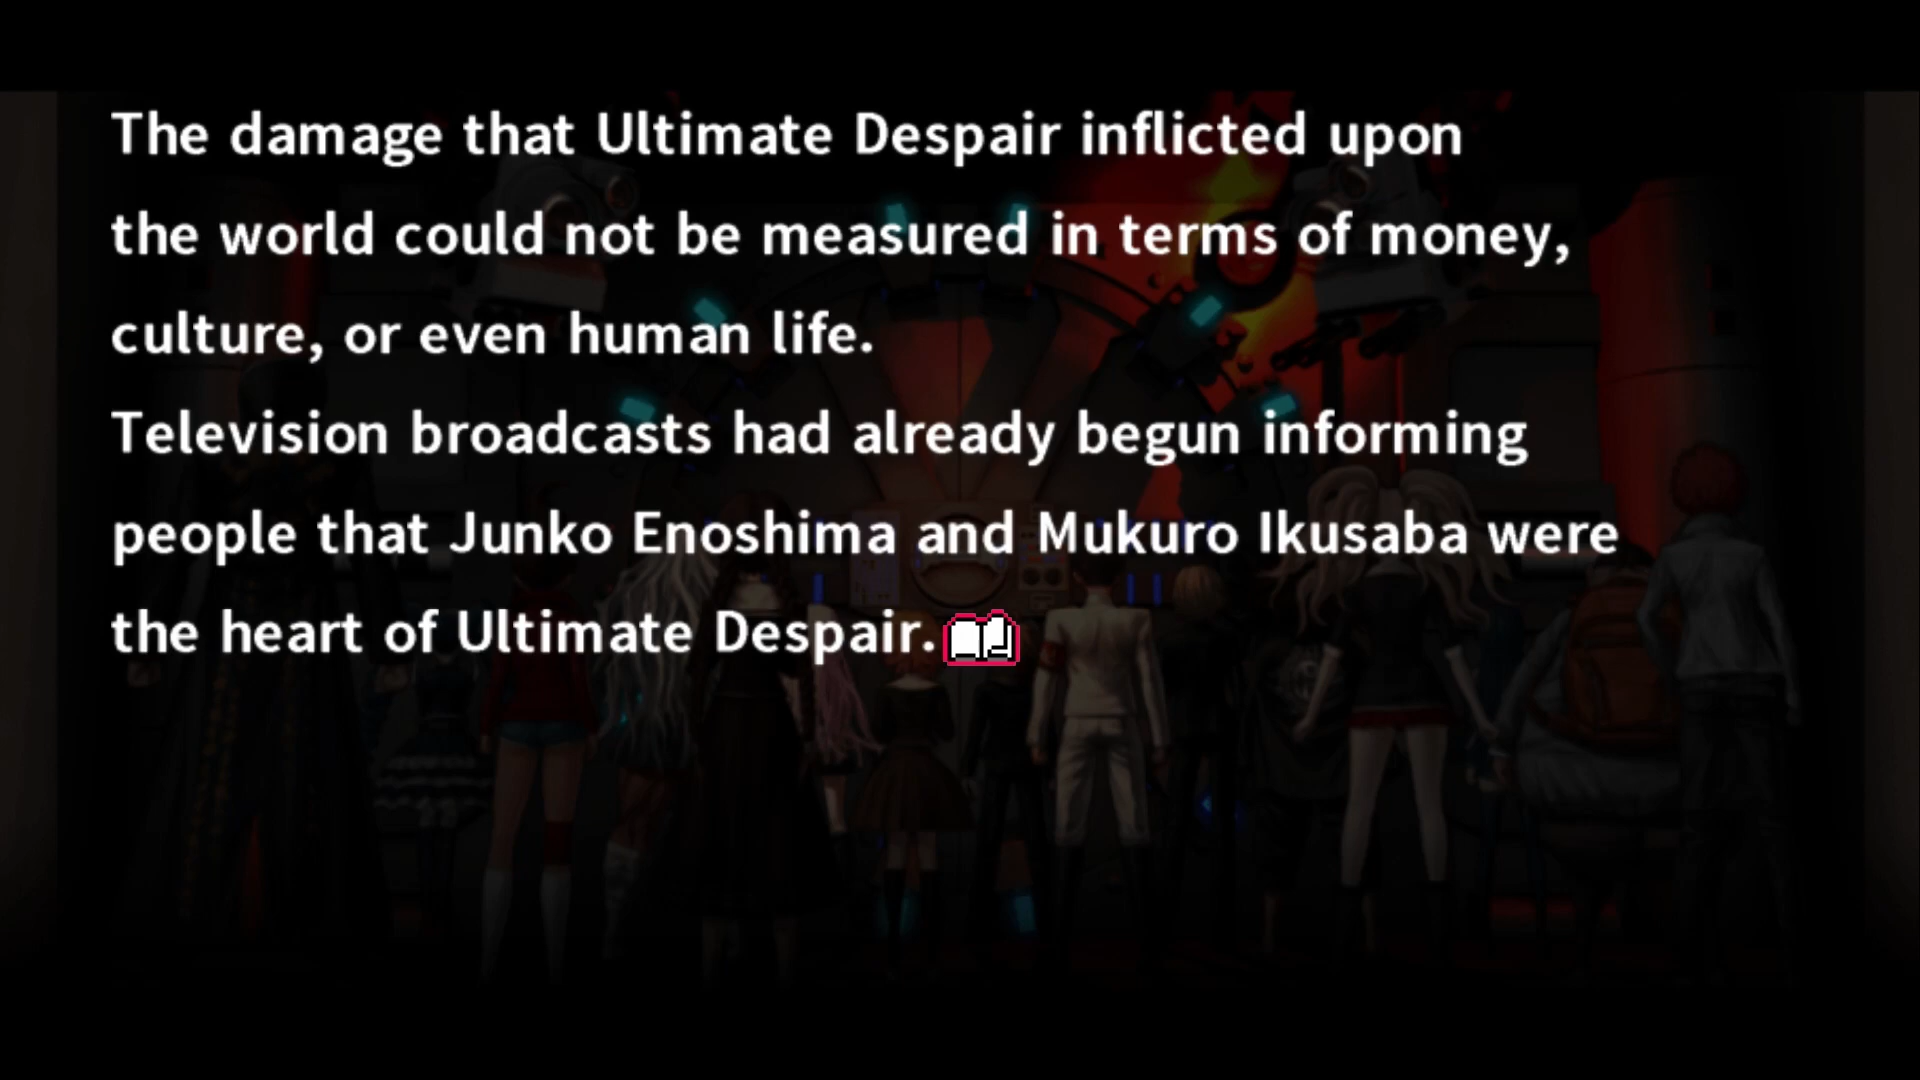 The damage that Ultimate Despair inflicted upon
the world could not be measured in terms of money,
culture, or even human life.
Television broadcasts had already begun informing
people that Junko Enoshima and Mukuro Ikusaba were
the heart of Ultimate Despair.